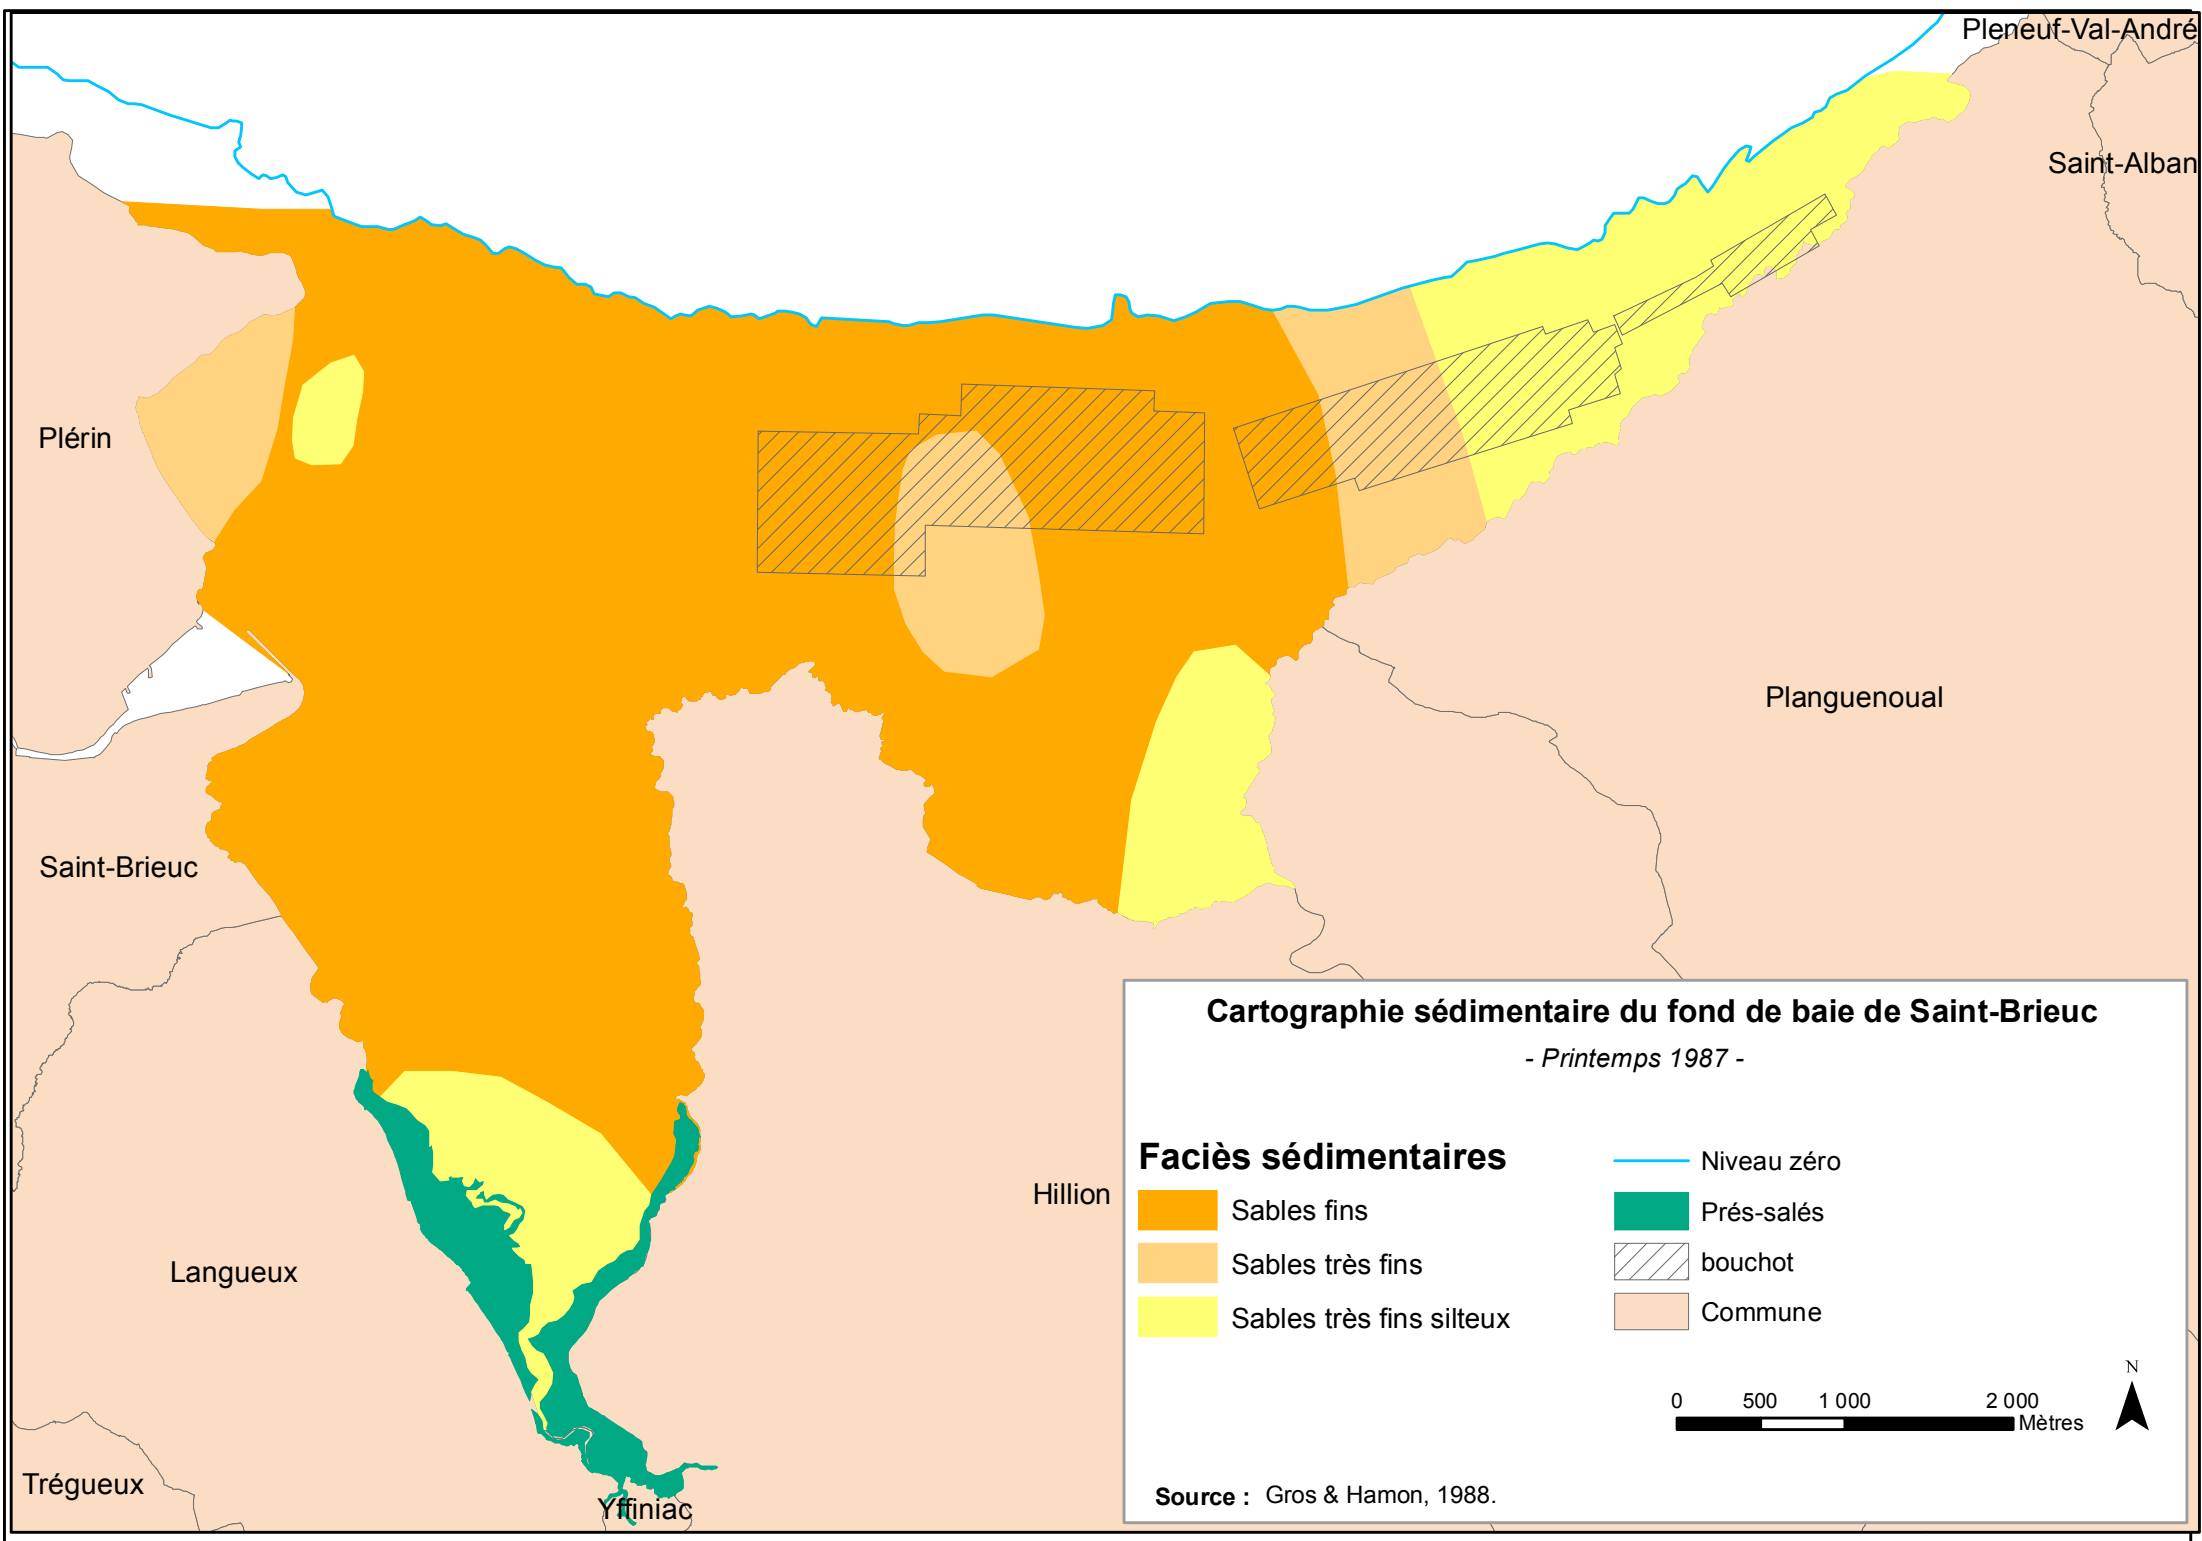 Pleneuf-Val-André
Saint-Alban
Plérin
Planguenoual
Saint-Brieuc
Hillion
Langueux
Trégueux
Yffiniac
Cartographie sédimentaire du fond de baie de Saint-Brieuc
- Printemps 1987 -
Faciès sédimentaires
Sables fins
Sables très fins
Sables très fins silteux
Niveau zéro
Prés-salés
bouchot
Commune
0 500 1 000 2 000
Mètres
N
Source : Gros & Hamon, 1988.